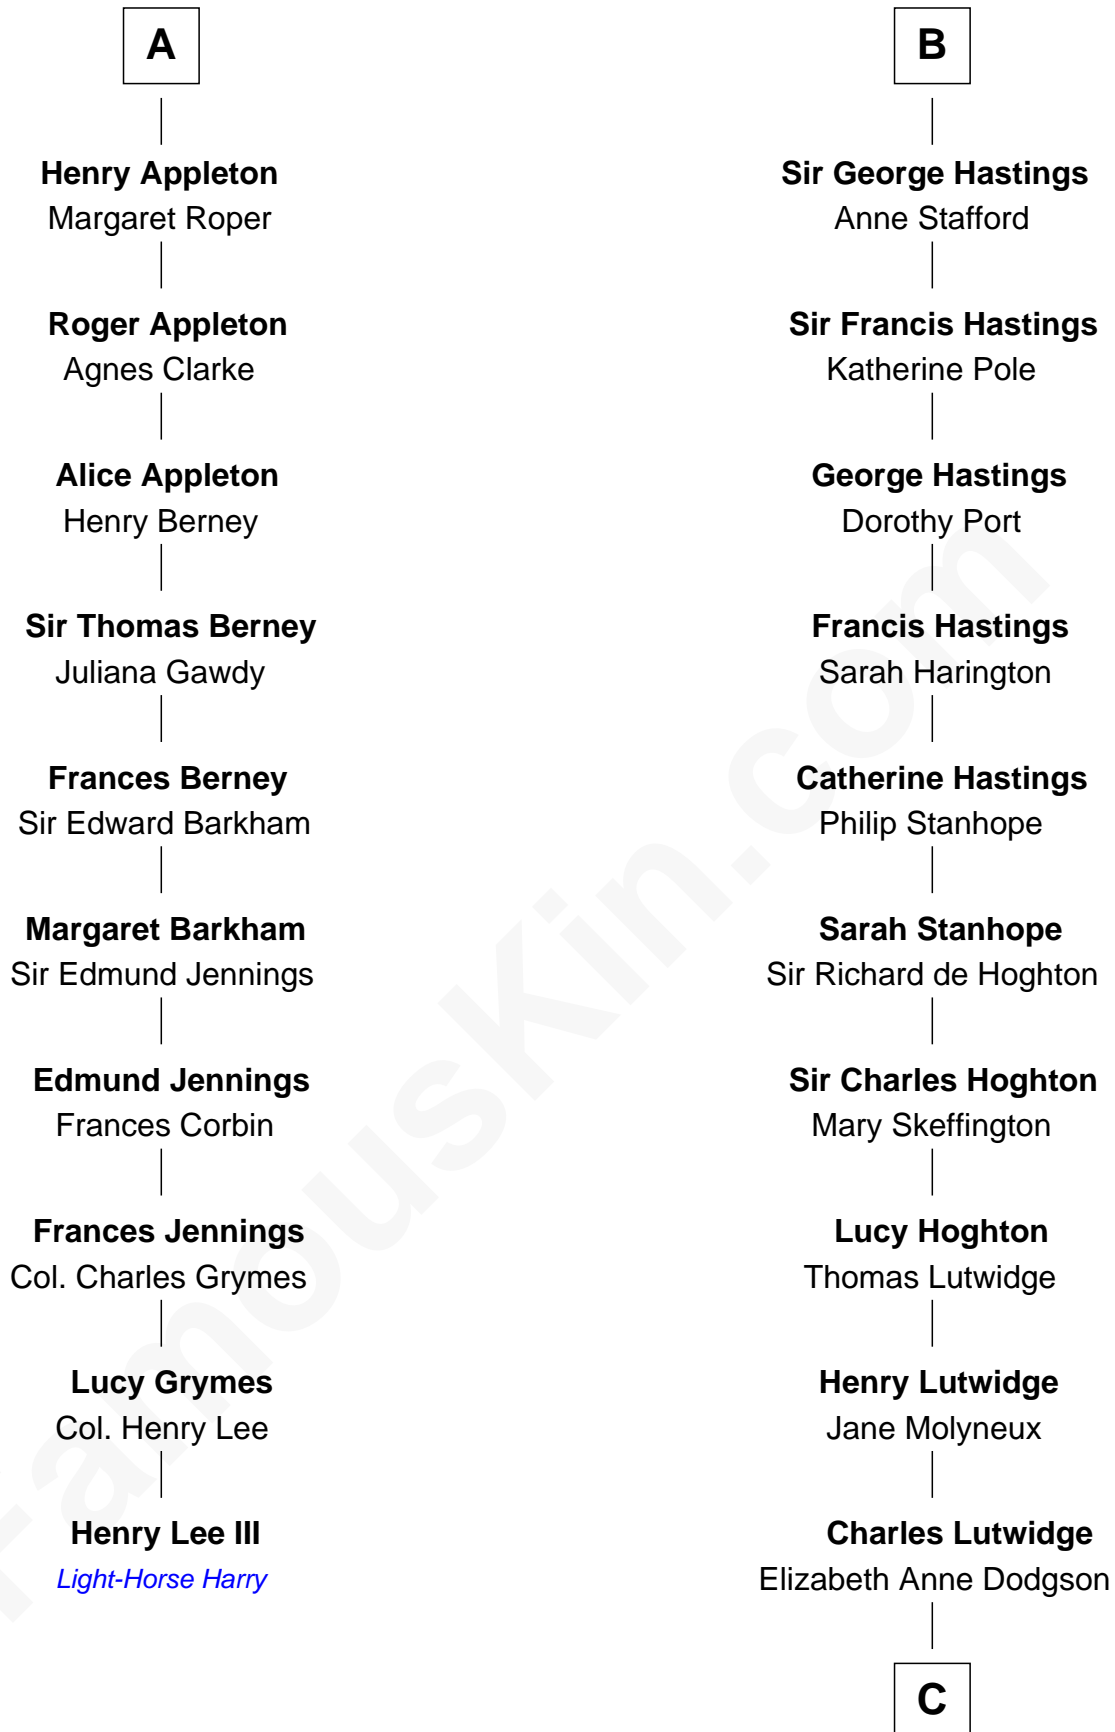 A
Henry Appleton
Margaret Roper
Roger Appleton
Agnes Clarke
Alice Appleton
Henry Berney
Sir Thomas Berney
Juliana Gawdy
Frances Berney
Sir Edward Barkham
Margaret Barkham
Sir Edmund Jennings
Edmund Jennings
Frances Corbin
Frances Jennings
Col. Charles Grymes
Lucy Grymes
Col. Henry Lee
Henry Lee III
Light-Horse Harry
B
Sir George Hastings
Anne Stafford
Sir Francis Hastings
Katherine Pole
George Hastings
Dorothy Port
Francis Hastings
Sarah Harington
Catherine Hastings
Philip Stanhope
Sarah Stanhope
Sir Richard de Hoghton
Sir Charles Hoghton
Mary Skeffington
Lucy Hoghton
Thomas Lutwidge
Henry Lutwidge
Jane Molyneux
Charles Lutwidge
Elizabeth Anne Dodgson
C
FamousKin.com